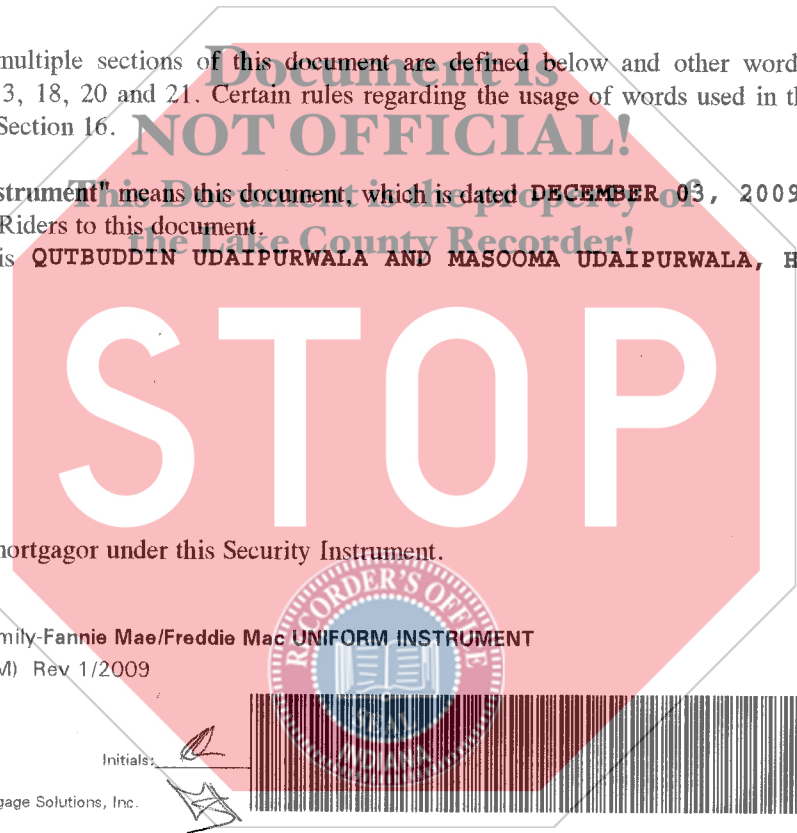 multiple sections of this document are defined below and other word
Document is
3, 18, 20 and 21. Certain rules regarding the usage of words used in th
Section 16.
NOT OFFICIAL!
strument" means this document, which is dated DECEMBER 03, 2009
This Document is the property of
Riders to this document.
the Lake County Recorder!
is QUTBUDDIN UDAIPURWALA AND MASOOMA UDAIPURWALA, H
STOP
nortgagor under this Security Instrument.
RECORDER'S OFFICE
mily-Fannie Mae/Freddie Mac UNIFORM INSTRUMENT
M) Rev 1/2009
SEAL
INDIANA
Initials:
gage Solutions, Inc.